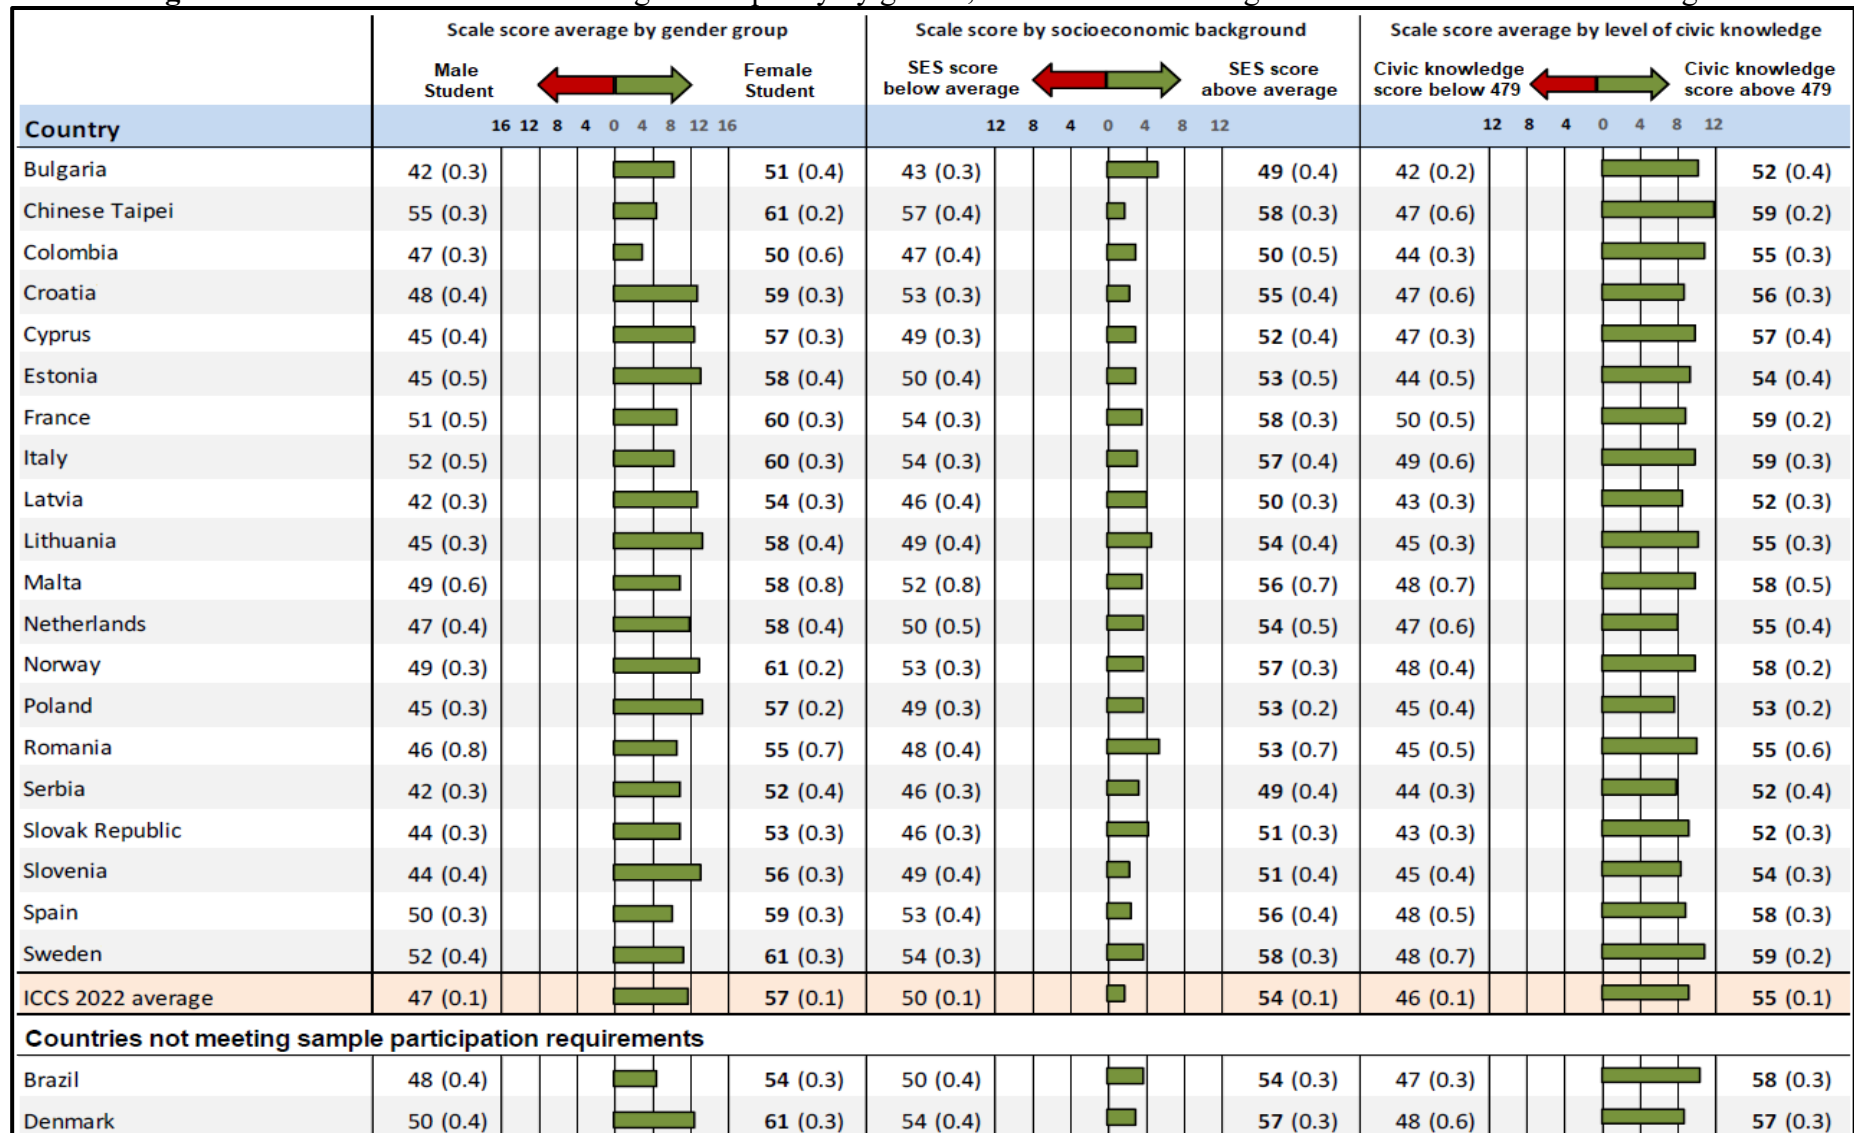 Scale score average by gender group Scale score by socioeconomic background Scale score average by level of civic knowledge
Male Student Female Student SES score below average SES score above average Civic knowledge score below 479 Civic knowledge score above 479
Country 16 12 8 4 0 4 8 12 16 12 8 4 0 4 8 12 12 8 4 0 4 8 12
Bulgaria 42 (0.3) 51 (0.4) 43 (0.3) 49 (0.4) 42 (0.2) 52 (0.4)
Chinese Taipei 55 (0.3) 61 (0.2) 57 (0.4) 58 (0.3) 47 (0.6) 59 (0.2)
Colombia 47 (0.3) 50 (0.6) 47 (0.4) 50 (0.5) 44 (0.3) 55 (0.3)
Croatia 48 (0.4) 59 (0.3) 53 (0.3) 55 (0.4) 47 (0.6) 56 (0.3)
Cyprus 45 (0.4) 57 (0.3) 49 (0.3) 52 (0.4) 47 (0.3) 57 (0.4)
Estonia 45 (0.5) 58 (0.4) 50 (0.4) 53 (0.5) 44 (0.5) 54 (0.4)
France 51 (0.5) 60 (0.3) 54 (0.3) 58 (0.3) 50 (0.5) 59 (0.2)
Italy 52 (0.5) 60 (0.3) 54 (0.3) 57 (0.4) 49 (0.6) 59 (0.3)
Latvia 42 (0.3) 54 (0.3) 46 (0.4) 50 (0.3) 43 (0.3) 52 (0.3)
Lithuania 45 (0.3) 58 (0.4) 49 (0.4) 54 (0.4) 45 (0.3) 55 (0.3)
Malta 49 (0.6) 58 (0.8) 52 (0.8) 56 (0.7) 48 (0.7) 58 (0.5)
Netherlands 47 (0.4) 58 (0.4) 50 (0.5) 54 (0.5) 47 (0.6) 55 (0.4)
Norway 49 (0.3) 61 (0.2) 53 (0.3) 57 (0.3) 48 (0.4) 58 (0.2)
Poland 45 (0.3) 57 (0.2) 49 (0.3) 53 (0.2) 45 (0.4) 53 (0.2)
Romania 46 (0.8) 55 (0.7) 48 (0.4) 53 (0.7) 45 (0.5) 55 (0.6)
Serbia 42 (0.3) 52 (0.4) 46 (0.3) 49 (0.4) 44 (0.3) 52 (0.4)
Slovak Republic 44 (0.3) 53 (0.3) 46 (0.3) 51 (0.3) 43 (0.3) 52 (0.3)
Slovenia 44 (0.4) 56 (0.3) 49 (0.4) 51 (0.4) 45 (0.4) 54 (0.3)
Spain 50 (0.3) 59 (0.3) 53 (0.4) 56 (0.4) 48 (0.5) 58 (0.3)
Sweden 52 (0.4) 61 (0.3) 54 (0.3) 58 (0.3) 48 (0.7) 59 (0.2)
ICCS 2022 average 47 (0.1) 57 (0.1) 50 (0.1) 54 (0.1) 46 (0.1) 55 (0.1)
Countries not meeting sample participation requirements
Brazil 48 (0.4) 54 (0.3) 50 (0.4) 54 (0.3) 47 (0.3) 58 (0.3)
Denmark 50 (0.4) 61 (0.3) 54 (0.4) 57 (0.3) 48 (0.6) 57 (0.3)